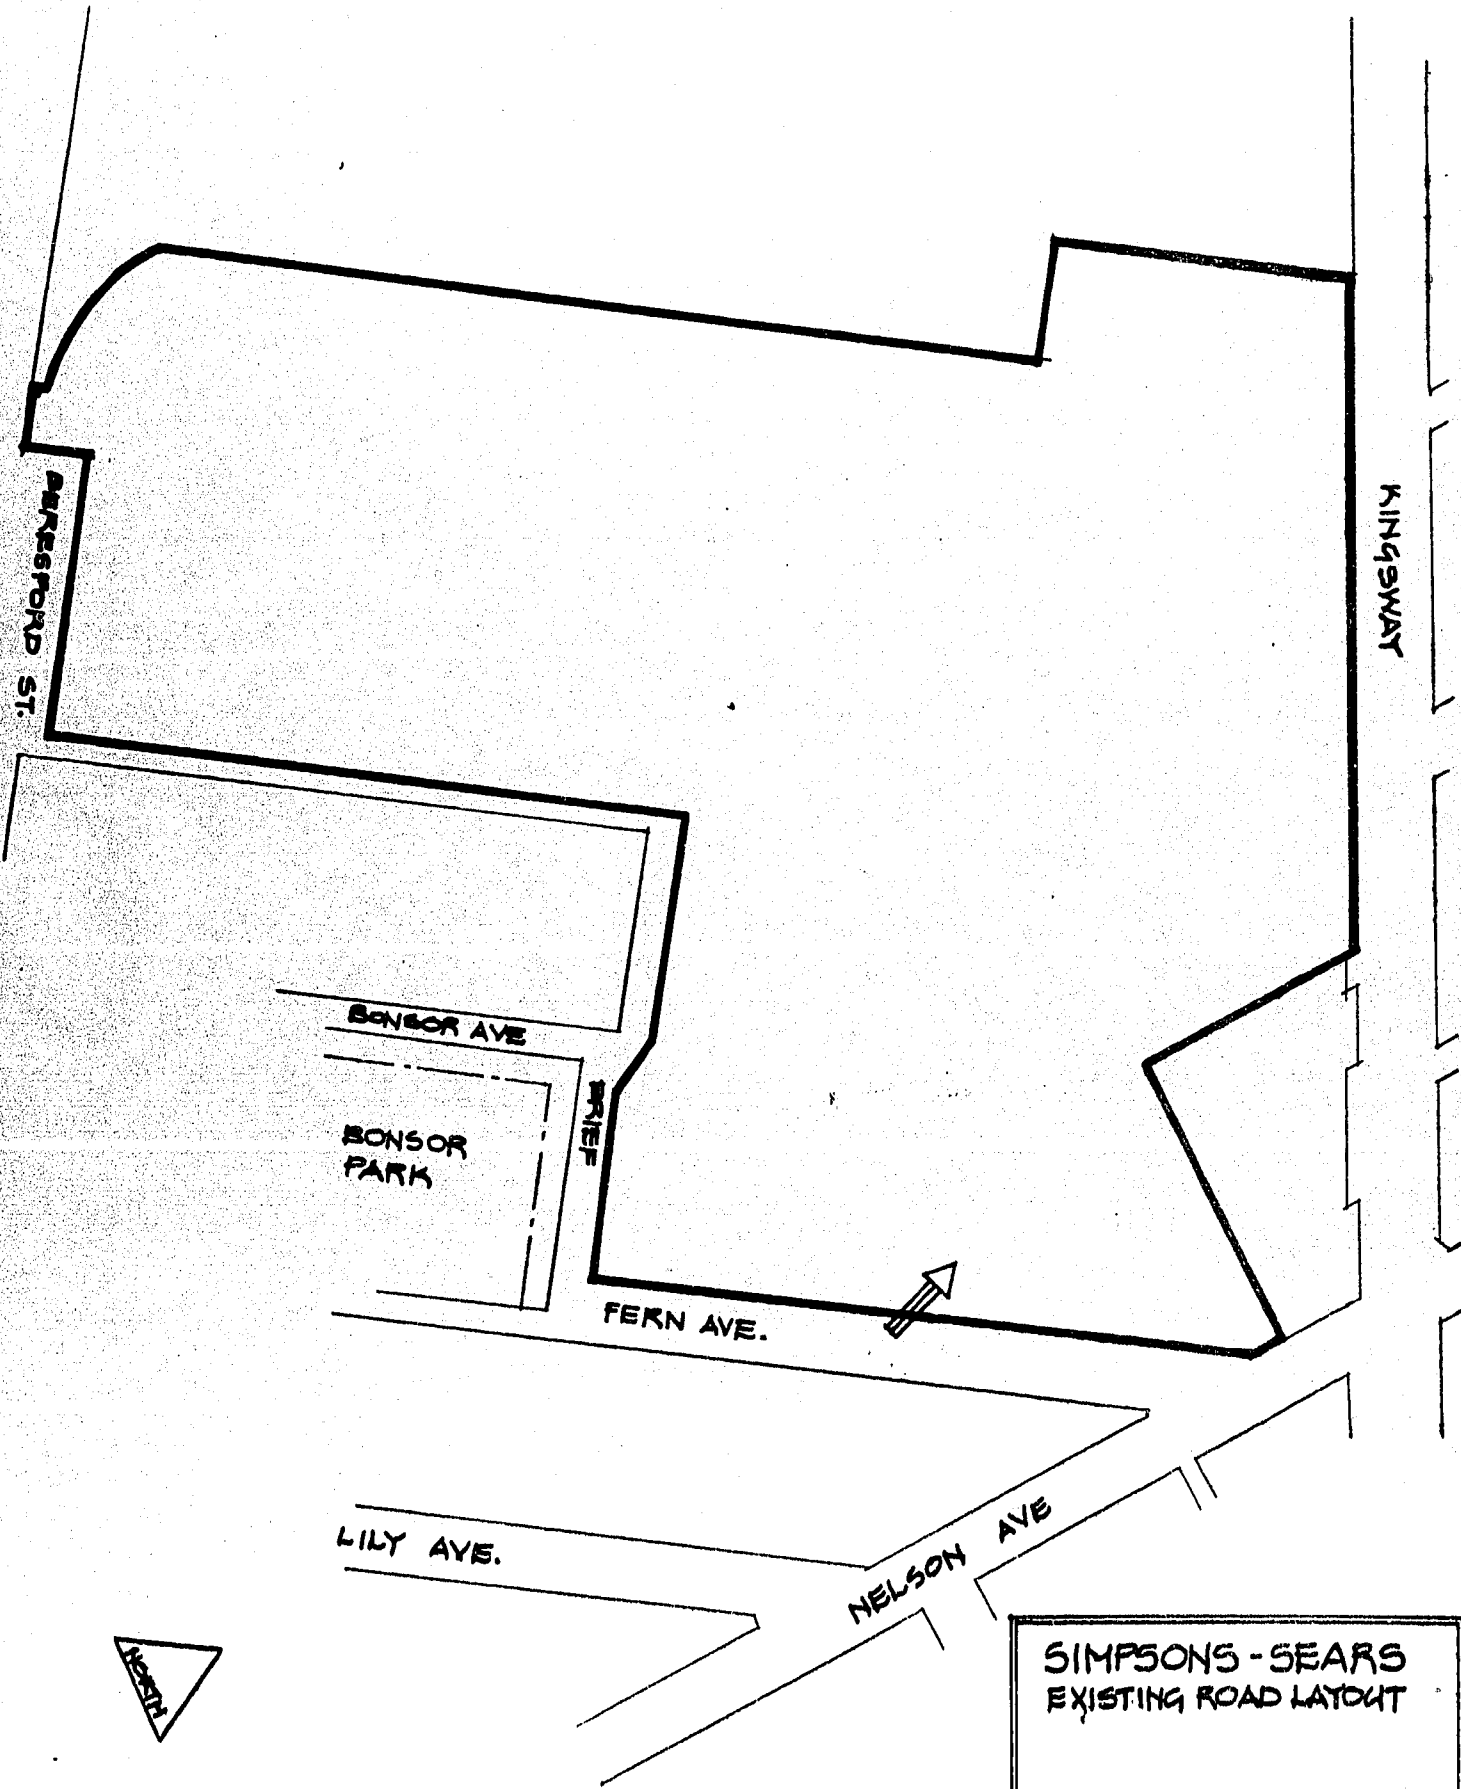 KINGSWAY
BERESFORD ST.
BONSOR AVE
BRIEF
BONSOR
PARK
FERN AVE.
LILY AVE.
NELSON AVE
NORTH
SIMPSONS-SEARS
EXISTING ROAD LAYOUT